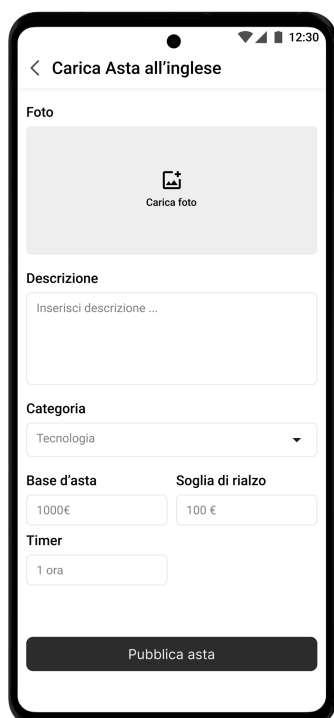 12:30
Carica Asta all’inglese
Foto
Carica foto
Descrizione
Inserisci descrizione ...
Categoria
Tecnologia
Base d’asta Soglia di rialzo
1000€ 100 €
Timer
1 ora
Pubblica asta